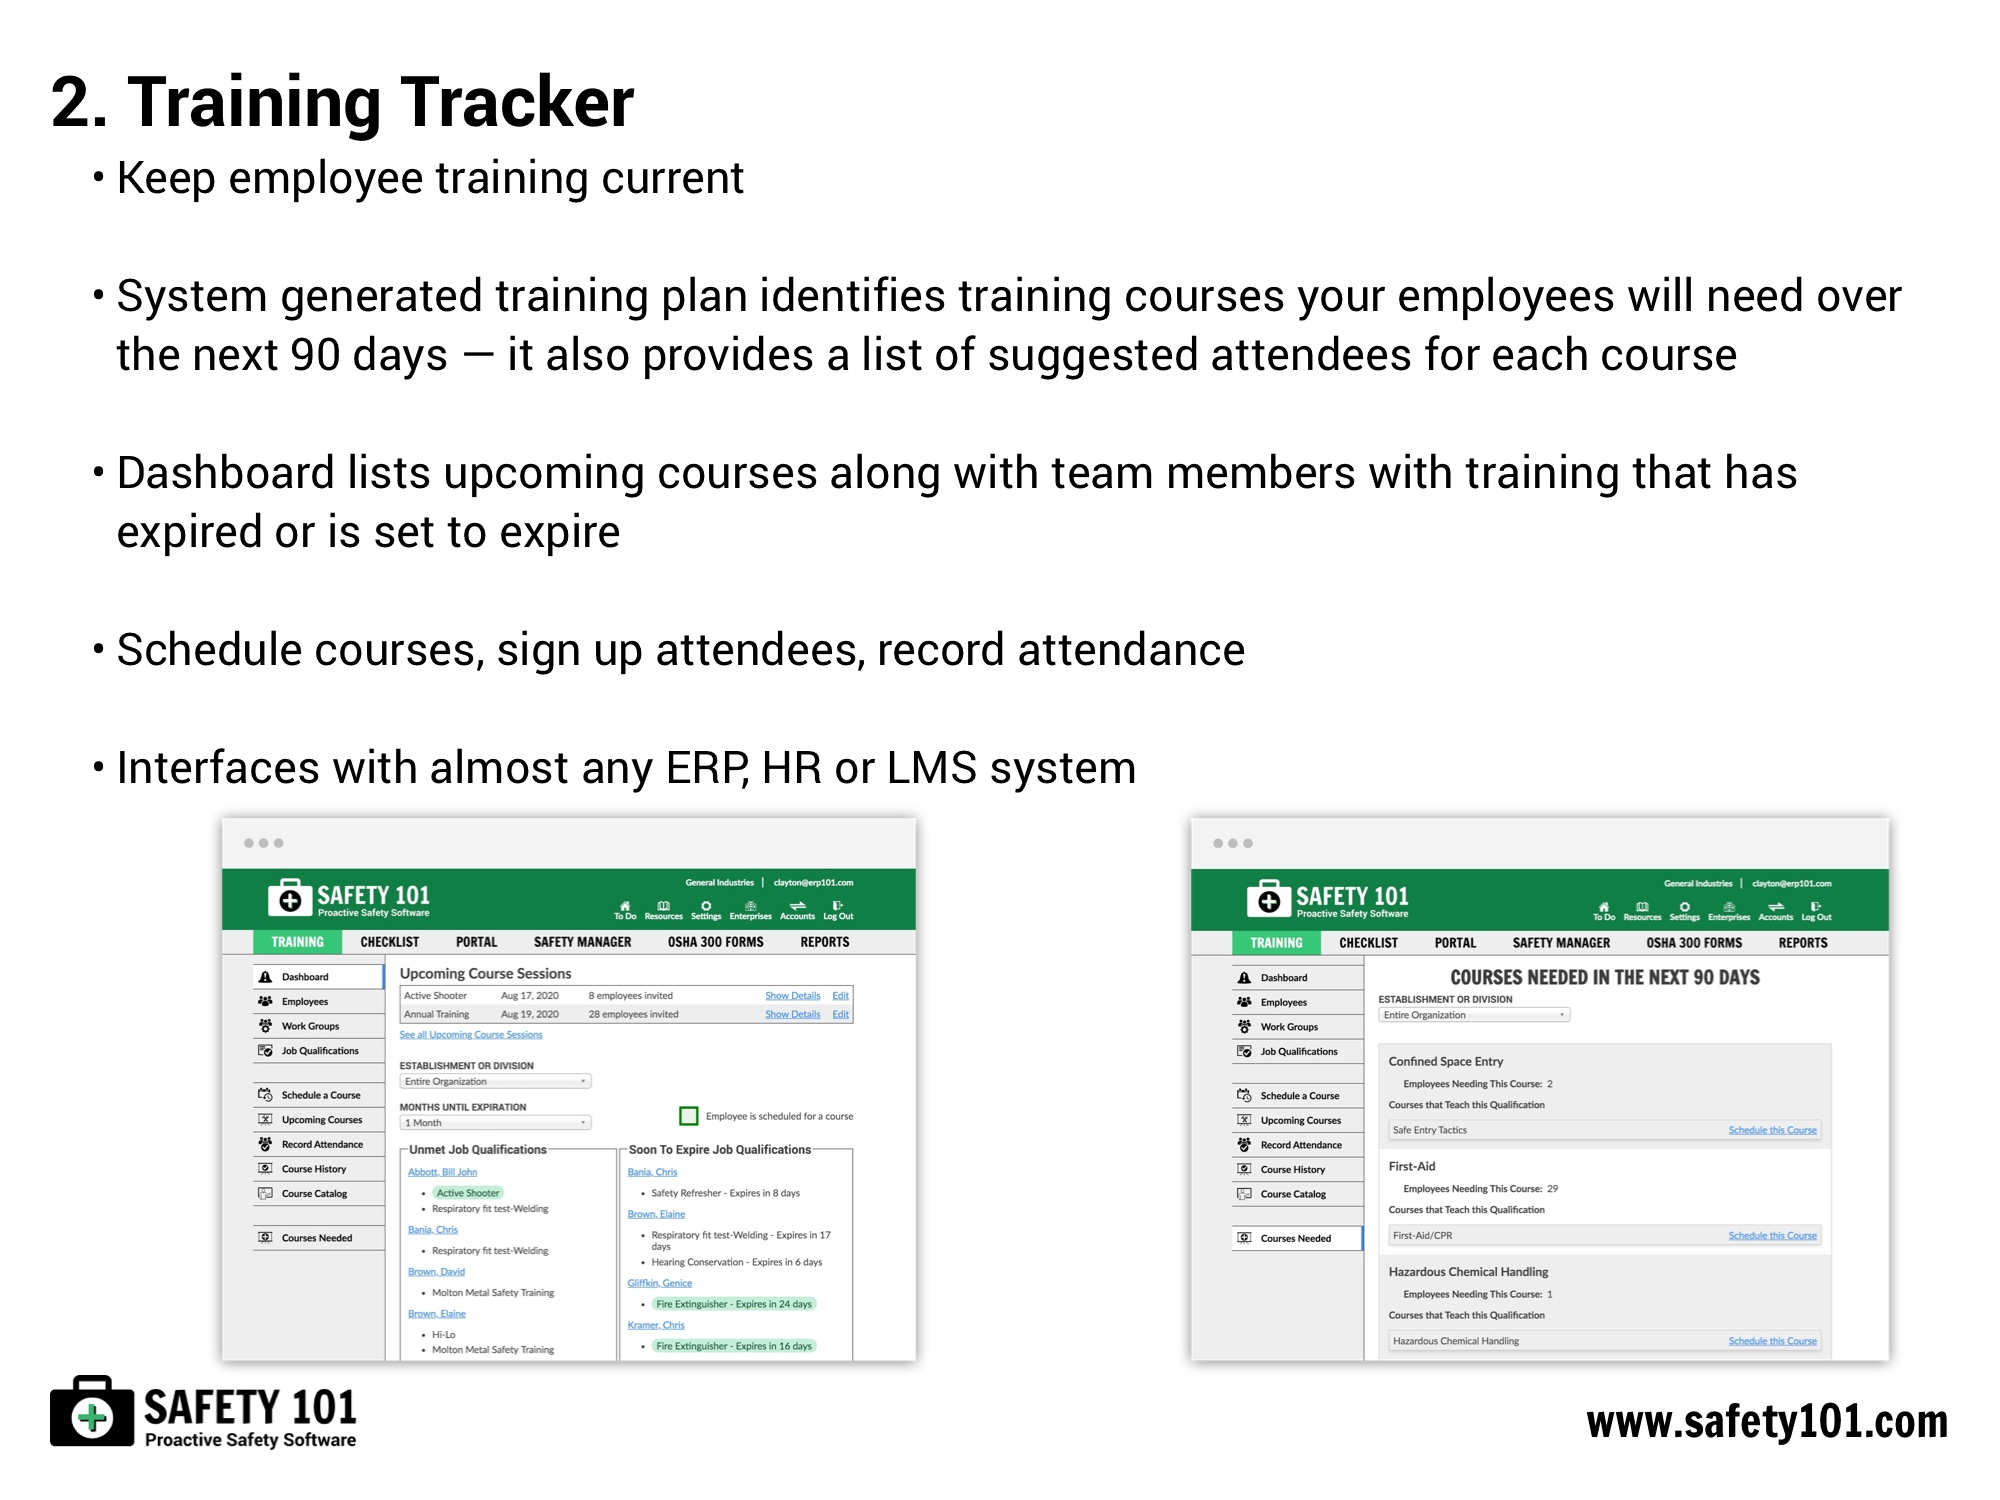 2. Training Tracker
• Keep employee training current
• System generated training plan identifies training courses your employees will need over
the next 90 days — it also provides a list of suggested attendees for each course
• Dashboard lists upcoming courses along with team members with training that has
expired or is set to expire
• Schedule courses, sign up attendees, record attendance
• Interfaces with almost any ERP, HR or LMS system
SAFETY 101
Proactive Safety Software
General Industries | clayton@erp101.com
To Do Resources Settings Enterprises Accounts Log Out
TRAINING CHECKLIST PORTAL SAFETY MANAGER OSHA 300 FORMS REPORTS
Dashboard
Employees
Work Groups
Job Qualifications
Schedule a Course
Upcoming Courses
Record Attendance
Course History
Course Catalog
Courses Needed
Upcoming Course Sessions
Active Shooter Aug 17, 2020 8 employees invited Show Details Edit
Annual Training Aug 19, 2020 28 employees invited Show Details Edit
See all Upcoming Course Sessions
ESTABLISHMENT OR DIVISION
Entire Organization
MONTHS UNTIL EXPIRATION
1 Month
Employee is scheduled for a course
Unmet Job Qualifications
Abbott, Bill John
• Active Shooter
• Respiratory fit test-Welding
Bania, Chris
• Respiratory fit test-Welding
Brown, David
• Molton Metal Safety Training
Brown, Elaine
• Hi-Lo
• Molton Metal Safety Training
Soon To Expire Job Qualifications
Bania, Chris
• Safety Refresher - Expires in 8 days
Brown, Elaine
• Respiratory fit test-Welding - Expires in 17
days
• Hearing Conservation - Expires in 6 days
Gliffkin, Genice
• Fire Extinguisher - Expires in 24 days
Kramer, Chris
• Fire Extinguisher - Expires in 16 days
SAFETY 101
Proactive Safety Software
General Industries | clayton@erp101.com
To Do Resources Settings Enterprises Accounts Log Out
TRAINING CHECKLIST PORTAL SAFETY MANAGER OSHA 300 FORMS REPORTS
Dashboard
Employees
Work Groups
Job Qualifications
Schedule a Course
Upcoming Courses
Record Attendance
Course History
Course Catalog
Courses Needed
COURSES NEEDED IN THE NEXT 90 DAYS
ESTABLISHMENT OR DIVISION
Entire Organization
Confined Space Entry
Employees Needing This Course: 2
Courses that Teach this Qualification
Safe Entry Tactics Schedule this Course
First-Aid
Employees Needing This Course: 29
Courses that Teach this Qualification
First-Aid/CPR Schedule this Course
Hazardous Chemical Handling
Employees Needing This Course: 1
Courses that Teach this Qualification
Hazardous Chemical Handling Schedule this Course
SAFETY 101
Proactive Safety Software
www.safety101.com